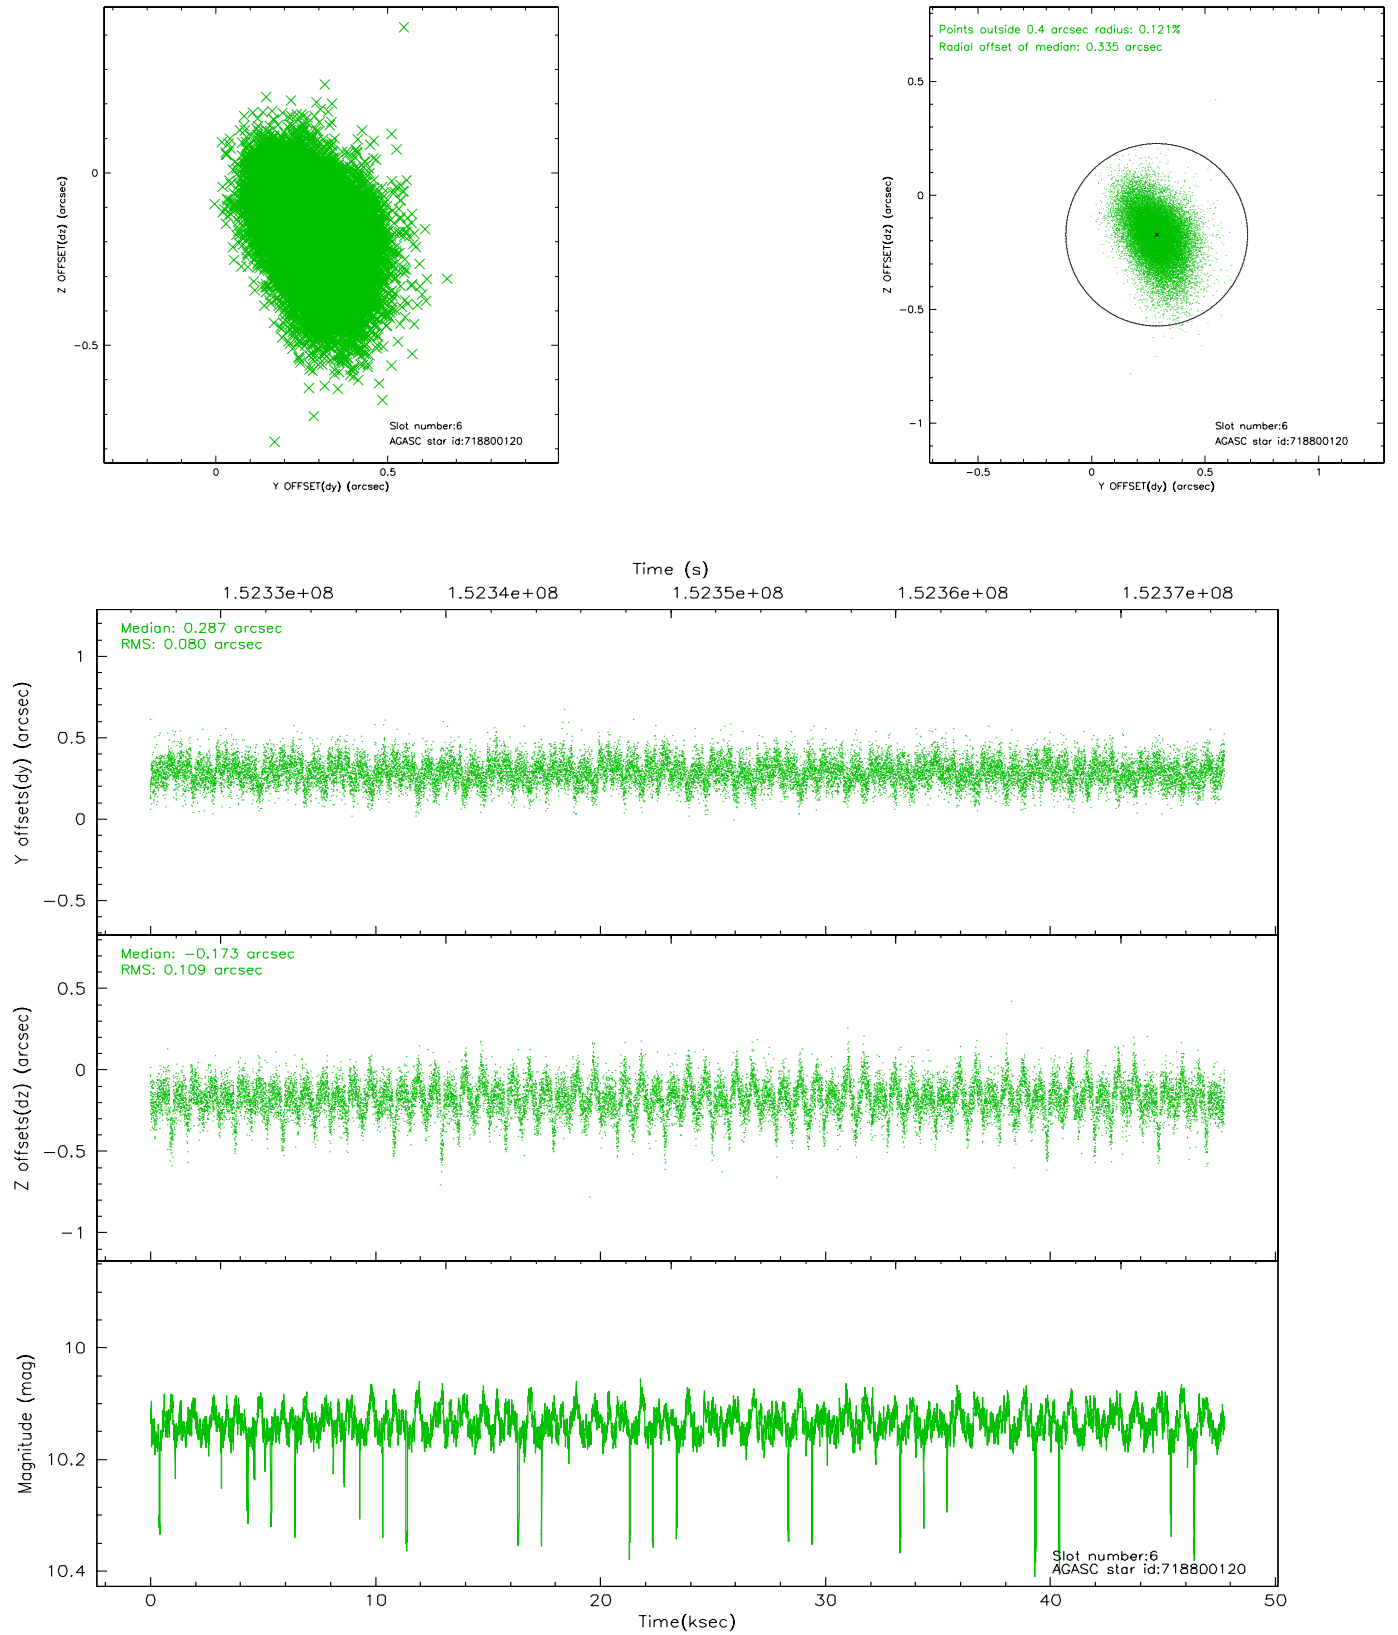 0
−0.5
0
0.5
Z OFFSET(dz) (arcsec)
Y OFFSET(dy) (arcsec)
Slot number:6
AGASC star id:718800120
Points outside 0.4 arcsec radius: 0.121%
Radial offset of median: 0.335 arcsec
0.5
0
−0.5
−1
−0.5
0
0.5
1
Z OFFSET(dz) (arcsec)
Y OFFSET(dy) (arcsec)
Slot number:6
AGASC star id:718800120
Time (s)
1.5233e+08 1.5234e+08 1.5235e+08 1.5236e+08 1.5237e+08
Median: 0.287 arcsec
RMS: 0.080 arcsec
1
0.5
0
−0.5
Y offsets(dy) (arcsec)
Median: −0.173 arcsec
RMS: 0.109 arcsec
0.5
0
−0.5
−1
Z offsets(dz) (arcsec)
10
10.2
10.4
Magnitude (mag)
Slot number:6
AGASC star id:718800120
0 10 20 30 40 50
Time(ksec)